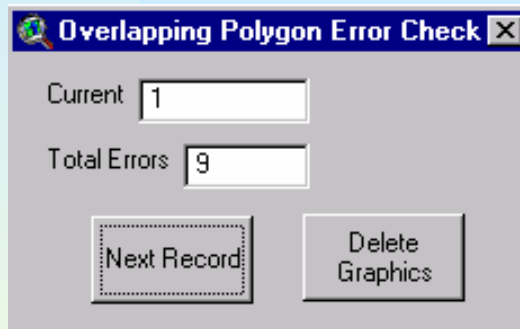 Overlapping Polygon Error Check
Current 1
Total Errors 9
Next Record
Delete
Graphics